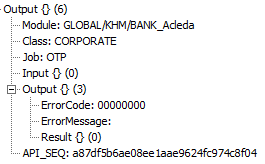 Output {} (6)
Module: GLOBAL/KHM/BANK_Acleda
Class: CORPORATE
Job: OTP
Input {} (0)
Output {} (3)
ErrorCode: 00000000
ErrorMessage:
Result {} (0)
API_SEQ: a87df5b6ae08ee1aae9624fc974c8f04